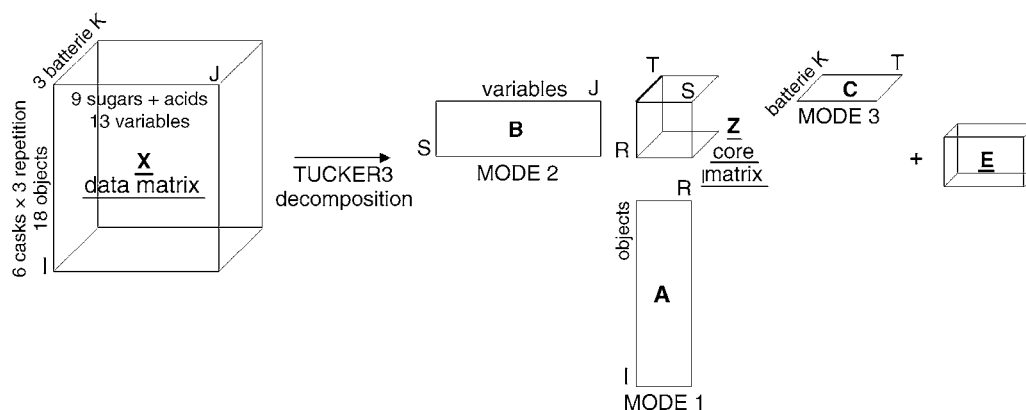 3 batterie K
J
9 sugars + acids
13 variables
X
data matrix
6 casks × 3 repetition
18 objects
I
TUCKER3
decomposition
variables
J
B
S
MODE 2
T
S
R
Z
core
matrix
batterie K
T
C
MODE 3
+
E
R
objects
A
I
MODE 1